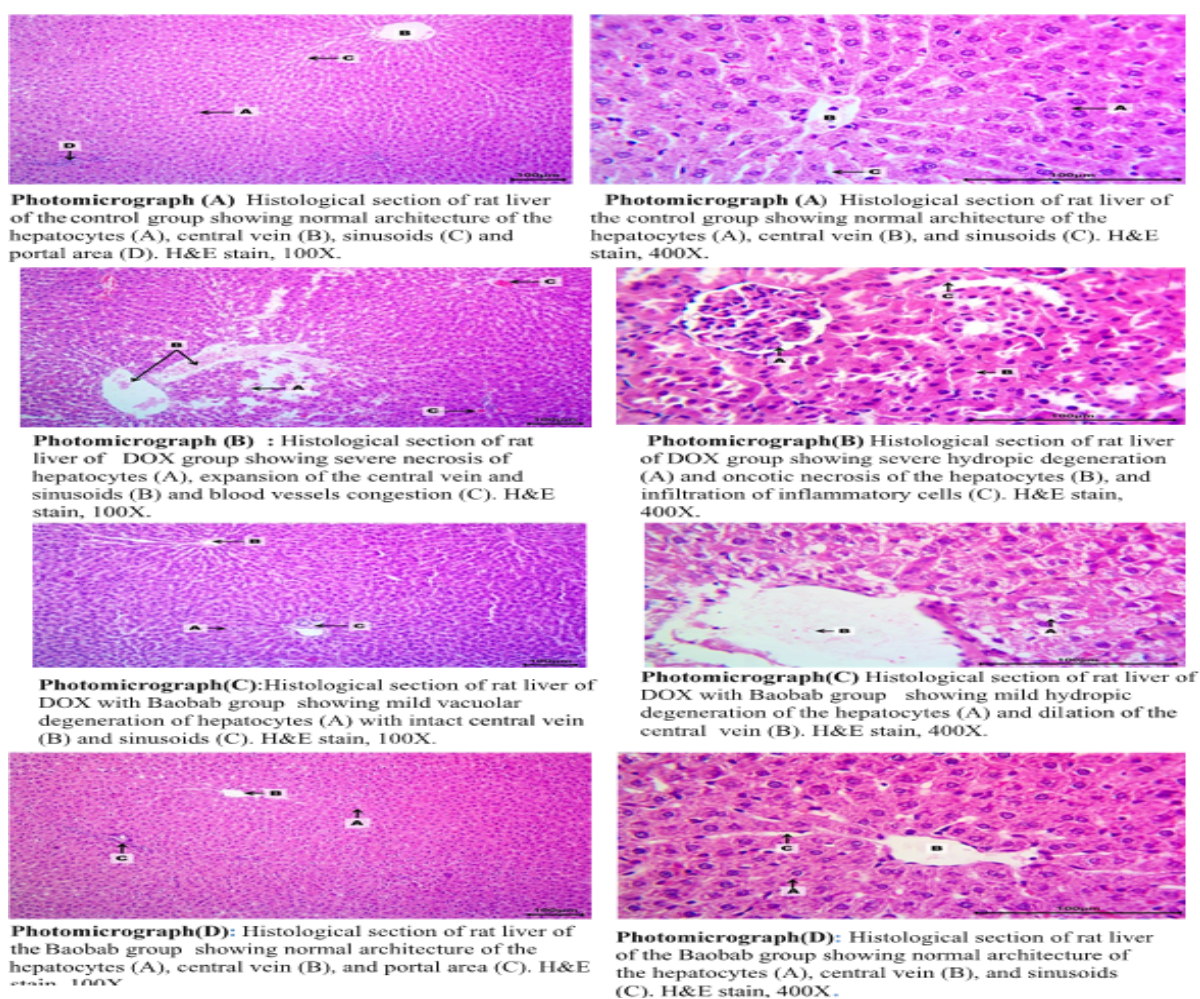 B
C
A
D
100µm
A
B
C
100µm
Photomicrograph (A) Histological section of rat liver
of the control group showing normal architecture of the
hepatocytes (A), central vein (B), sinusoids (C) and
portal area (D). H&E stain, 100X.
Photomicrograph (A) Histological section of rat liver of
the control group showing normal architecture of the
hepatocytes (A), central vein (B), and sinusoids (C). H&E
stain, 400X.
C
B
A
C
100µm
C
A
B
100µm
Photomicrograph (B) : Histological section of rat
liver of DOX group showing severe necrosis of
hepatocytes (A), expansion of the central vein and
sinusoids (B) and blood vessels congestion (C). H&E
stain, 100X.
Photomicrograph(B) Histological section of rat liver
of DOX group showing severe hydropic degeneration
(A) and oncotic necrosis of the hepatocytes (B), and
infiltration of inflammatory cells (C). H&E stain,
400X.
B
A
C
100µm
A
B
100µm
Photomicrograph(C):Histological section of rat liver of
DOX with Baobab group showing mild vacuolar
degeneration of hepatocytes (A) with intact central vein
(B) and sinusoids (C). H&E stain, 100X.
Photomicrograph(C) Histological section of rat liver of
DOX with Baobab group showing mild hydropic
degeneration of the hepatocytes (A) and dilation of the
central vein (B). H&E stain, 400X.
B
A
C
100µm
C
B
A
100µm
Photomicrograph(D): Histological section of rat liver of
the Baobab group showing normal architecture of the
hepatocytes (A), central vein (B), and portal area (C). H&E
stain, 100X
Photomicrograph(D): Histological section of rat liver
of the Baobab group showing normal architecture of
the hepatocytes (A), central vein (B), and sinusoids
(C). H&E stain, 400X.